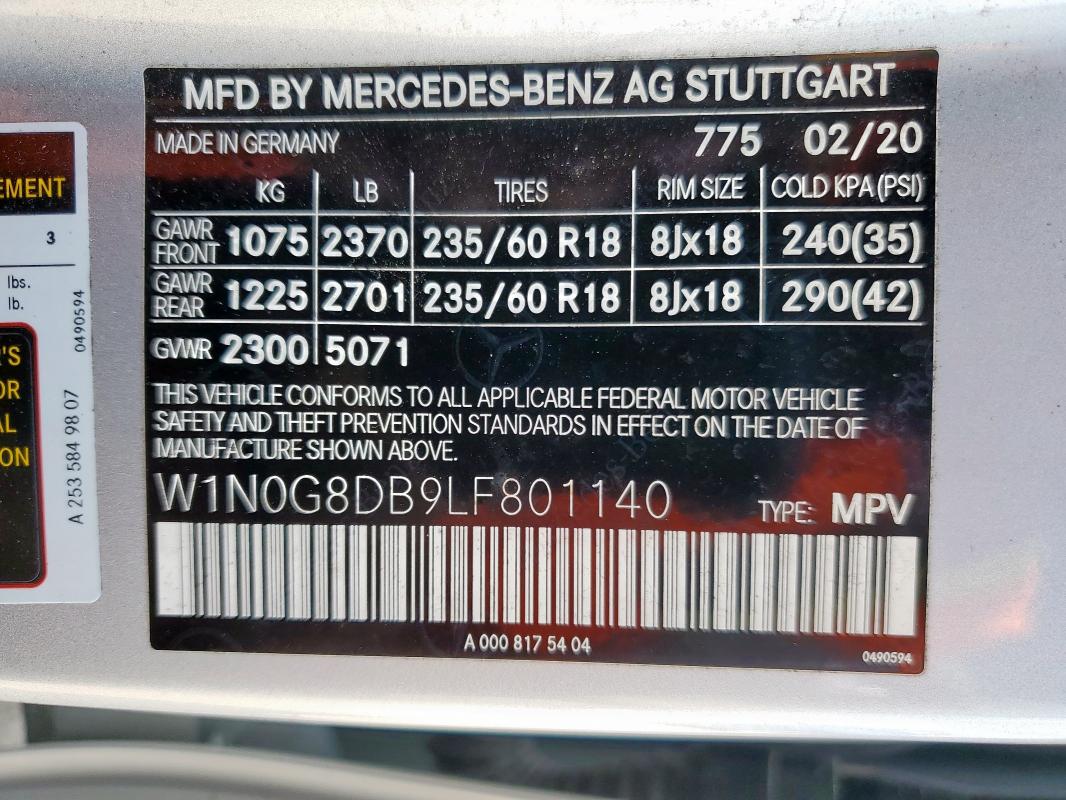 MFD BY MERCEDES-BENZ AG STUTTGART
MADE IN GERMANY 775 02/20
KG LB TIRES RIM SIZE COLD KPA (PSI)
GAWR FRONT 1075 2370 235/60 R18 8Jx18 240(35)
GAWR REAR 1225 2701 235/60 R18 8Jx18 290(42)
GVWR 2300 5071
THIS VEHICLE CONFORMS TO ALL APPLICABLE FEDERAL MOTOR VEHICLE
SAFETY AND THEFT PREVENTION STANDARDS IN EFFECT ON THE DATE OF
MANUFACTURE SHOWN ABOVE.
W1N0G8DB9LF801140 TYPE: MPV
A 000 817 54 04
0490594
EMENT
3
lbs.
lb.
'S
OR
AL
ON
A 253 584 98 07 0490594